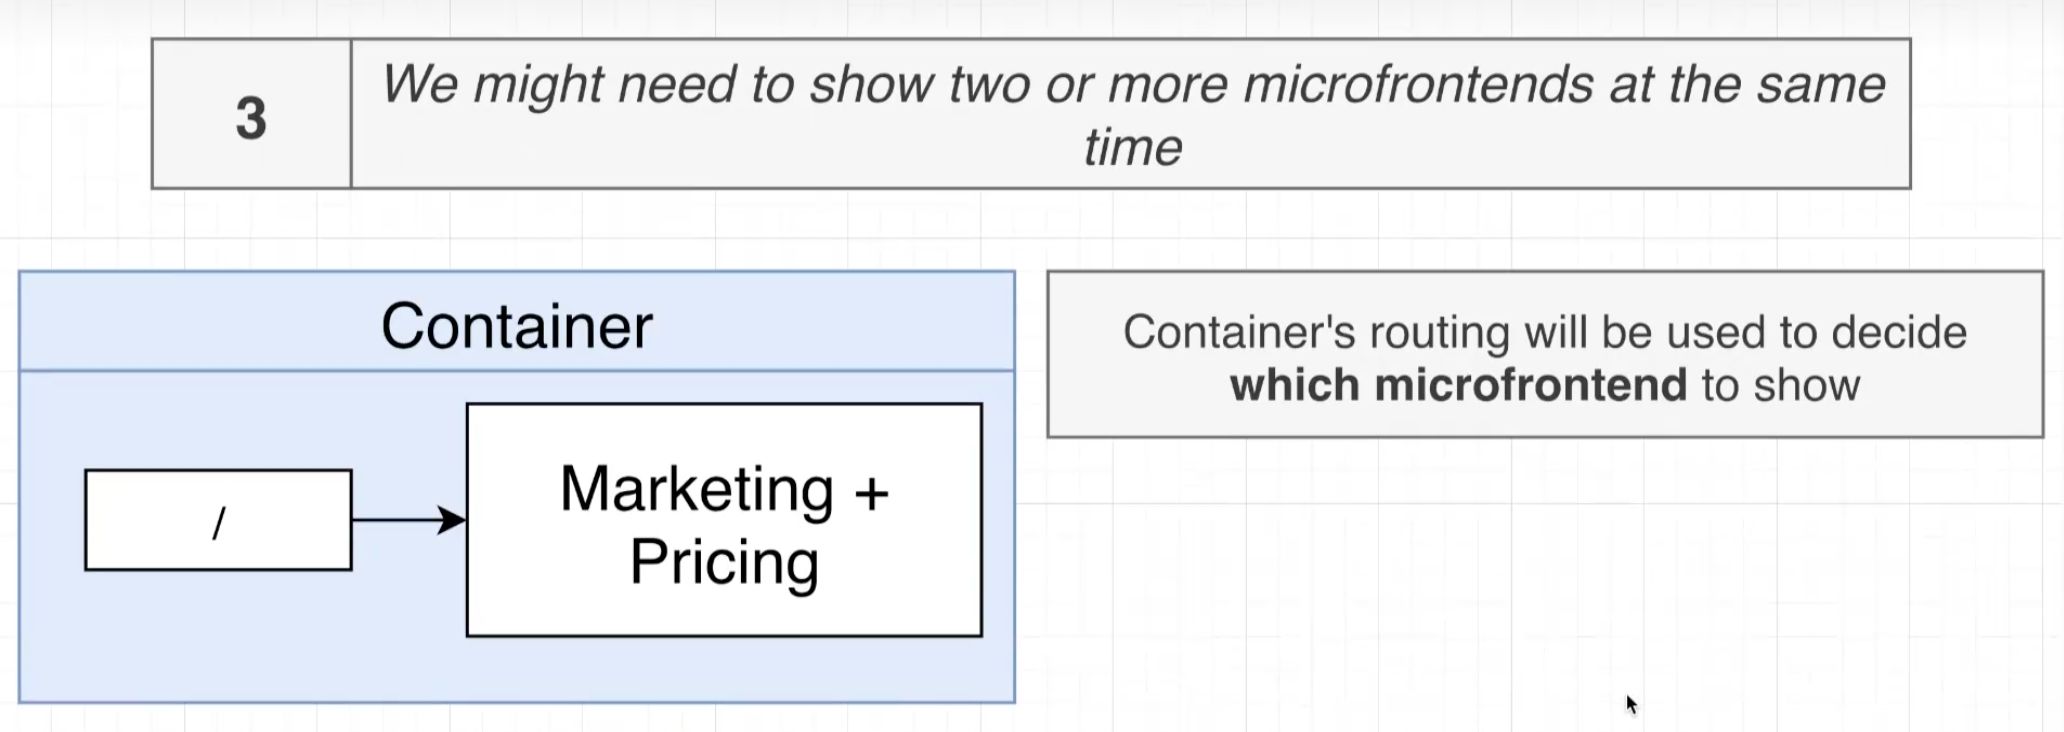 3
We might need to show two or more microfrontends at the same
time
Container
Container's routing will be used to decide
which microfrontend to show
/
Marketing +
Pricing